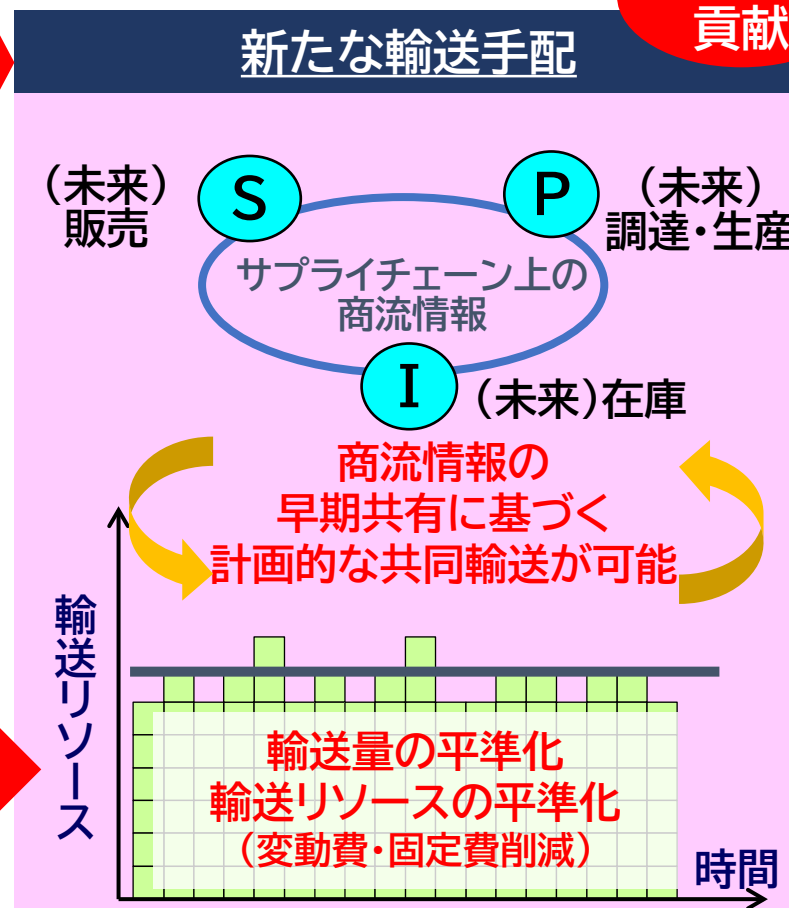 貢献
新たな輸送手配
(未来)
販売
S
P
(未来)
調達・生産
サプライチェーン上の
商流情報
I
(未来)在庫
商流情報の
早期共有に基づく
計画的な共同輸送が可能
輸送リソース
輸送量の平準化
輸送リソースの平準化
(変動費・固定費削減)
時間